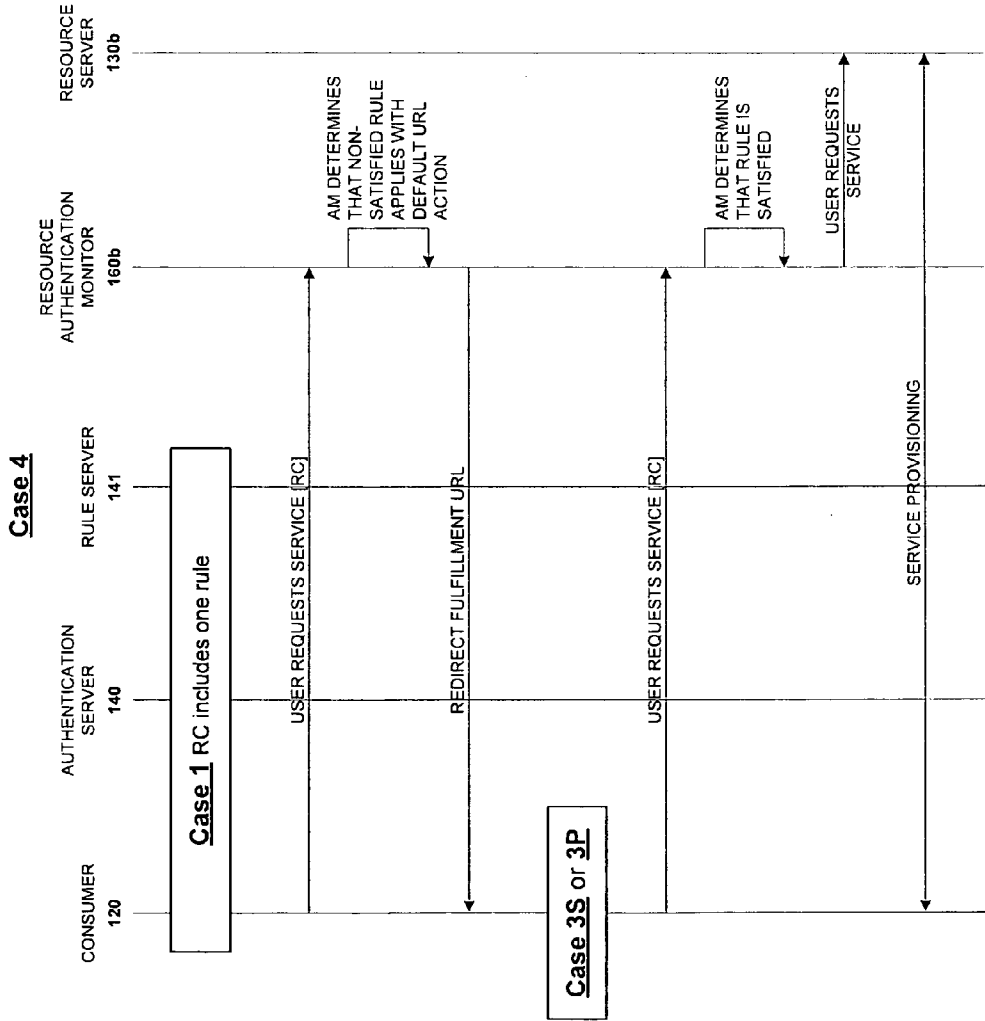 Case 4
CONSUMER
120
AUTHENTICATION
SERVER
140
RULE SERVER
141
RESOURCE
AUTHENTICATION
MONITOR
160b
RESOURCE
SERVER
130b
Case 1 RC includes one rule
USER REQUESTS SERVICE [RC]
AM DETERMINES
THAT NON-
SATISFIED RULE
APPLIES WITH
DEFAULT URL
ACTION
REDIRECT FULFILLMENT URL
Case 3S or 3P
USER REQUESTS SERVICE [RC]
AM DETERMINES
THAT RULE IS
SATISFIED
USER REQUESTS
SERVICE
SERVICE PROVISIONING